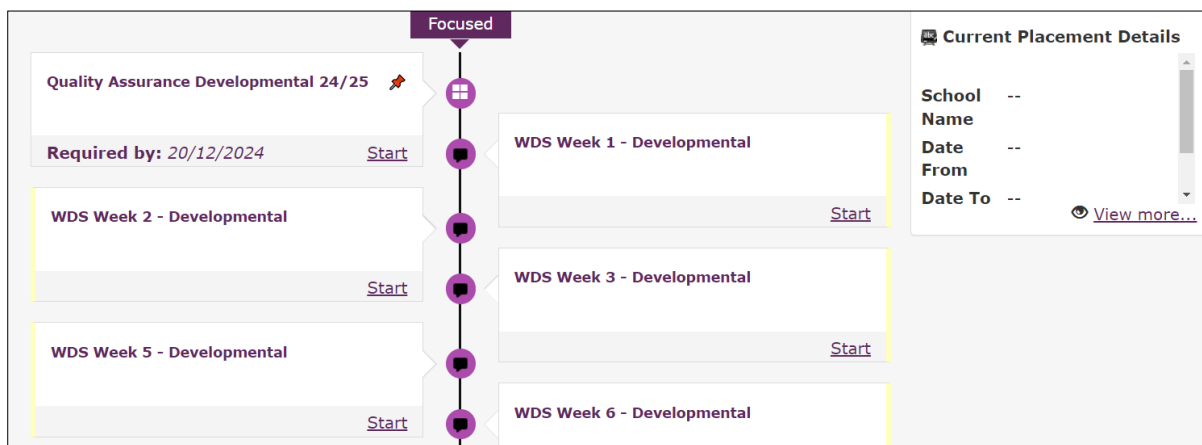 Focused
Quality Assurance Developmental 24/25
Required by: 20/12/2024 Start
WDS Week 1 - Developmental
Start
WDS Week 2 - Developmental
Start
WDS Week 3 - Developmental
Start
WDS Week 5 - Developmental
Start
WDS Week 6 - Developmental
Current Placement Details
School Name --
Date From --
Date To --
View more...